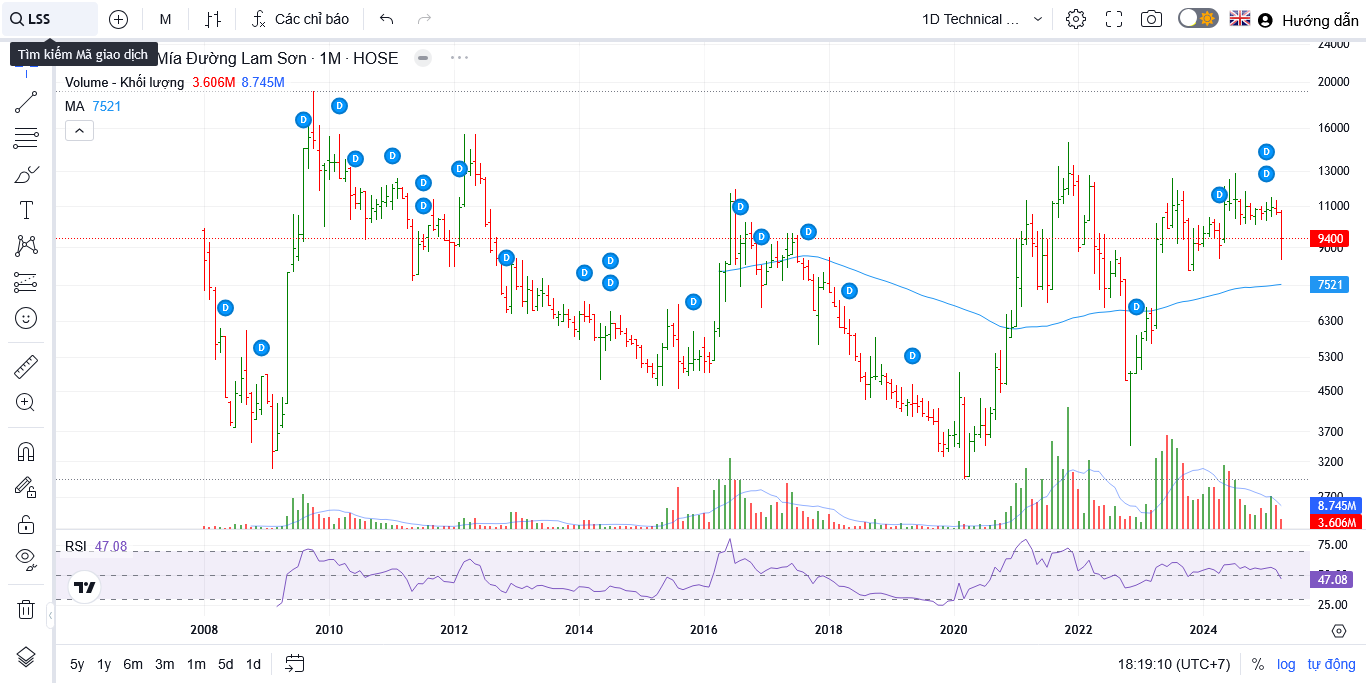 LSS
M
Các chỉ báo
1D Technical ...
Hướng dẫn
Tìm kiếm Mã giao dịch
Mía Đường Lam Sơn · 1M · HOSE
Volume - Khối lượng 3.606M 8.745M
MA 7521
D D D D D D D D D D D D D D D D D D D D D D
24000
20000
16000
13000
11000
9400
9000
7521
6300
5300
4500
3700
3200
2700
8.745M
3.606M
RSI 47.08
75.00
47.08
25.00
2008 2010 2012 2014 2016 2018 2020 2022 2024
5y 1y 6m 3m 1m 5d 1d
18:19:10 (UTC+7) % log tự động